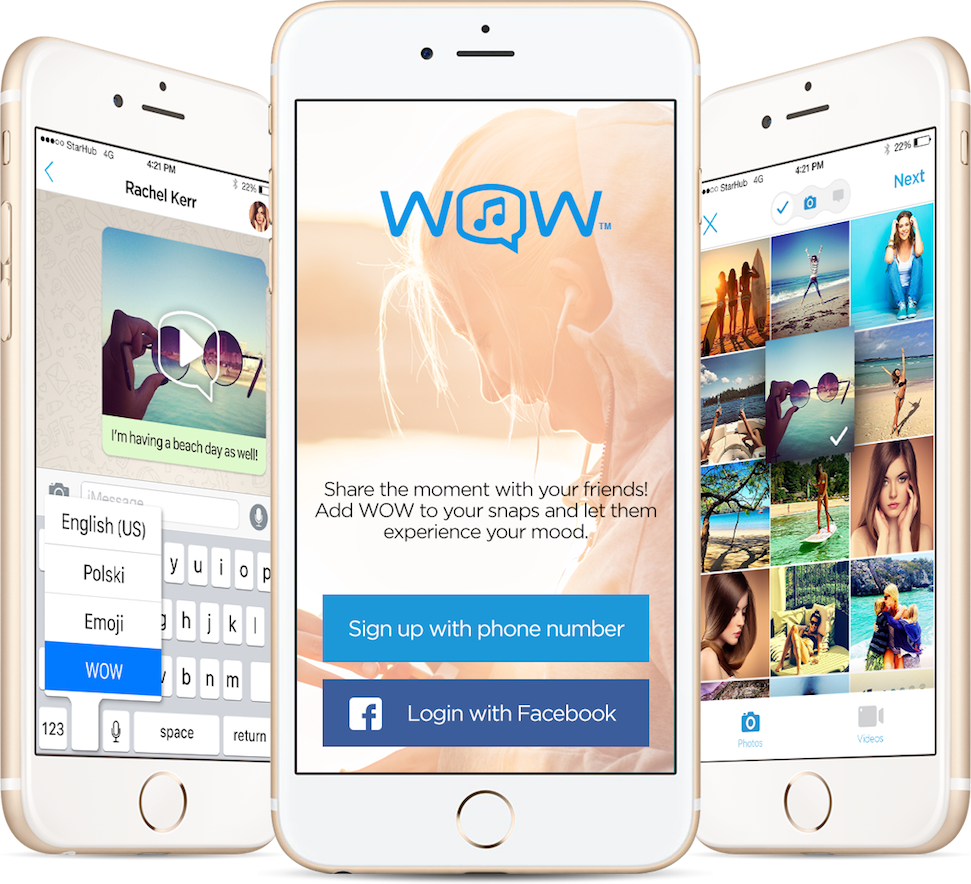 ●●●○○ StarHub 4G
4:21 PM
22%
Rachel Kerr
I'm having a beach day as well!
iMessage
English (US)
Polski
Emoji
WOW
y u i o p
g h j k l
v b n m
123
space
return
WOW™
Share the moment with your friends!
Add WOW to your snaps and let them
experience your mood.
Sign up with phone number
f Login with Facebook
●●○○ StarHub 4G
4:21 PM
22%
X
Next
Photos
Videos